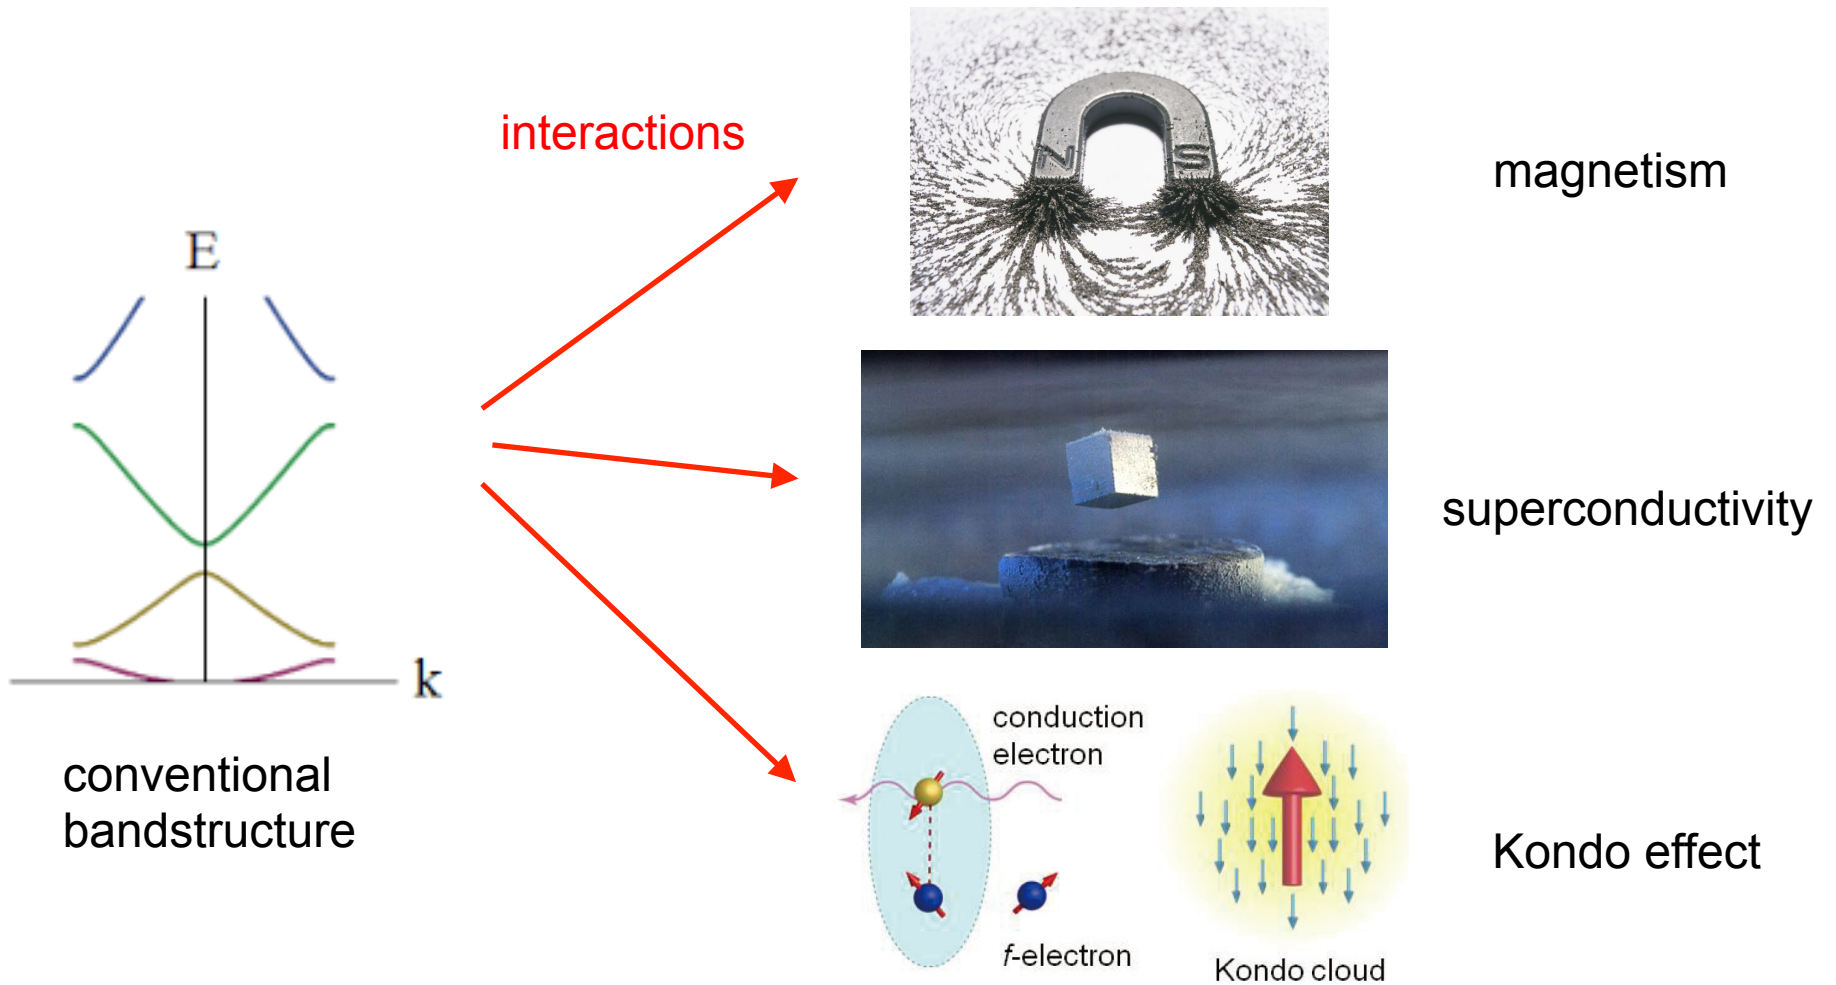 interactions
N S
magnetism
E
k
conventional
bandstructure
superconductivity
conduction
electron
f-electron
Kondo cloud
Kondo effect